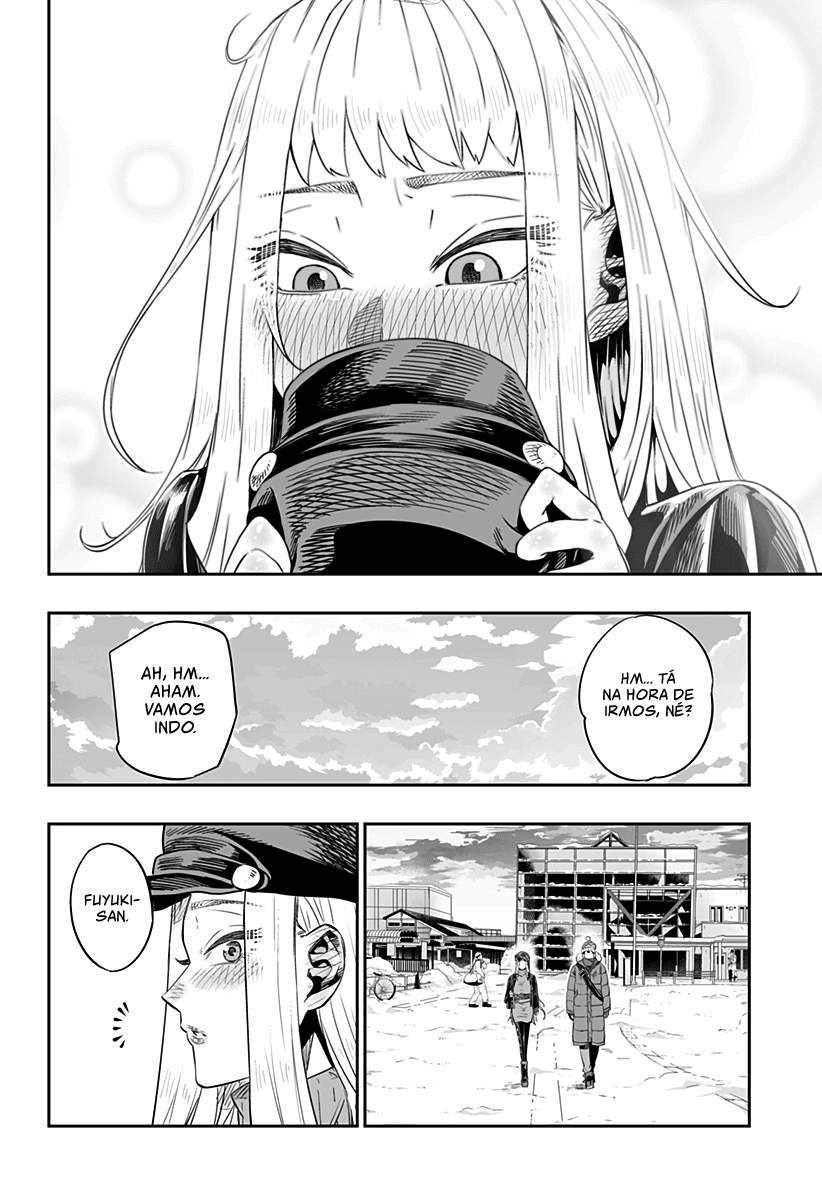 HM... TÁ
NA HORA DE
IRMOS, NÉ?
AH, HM...
AHAM.
VAMOS
INDO.
FUYUKI-
SAN.